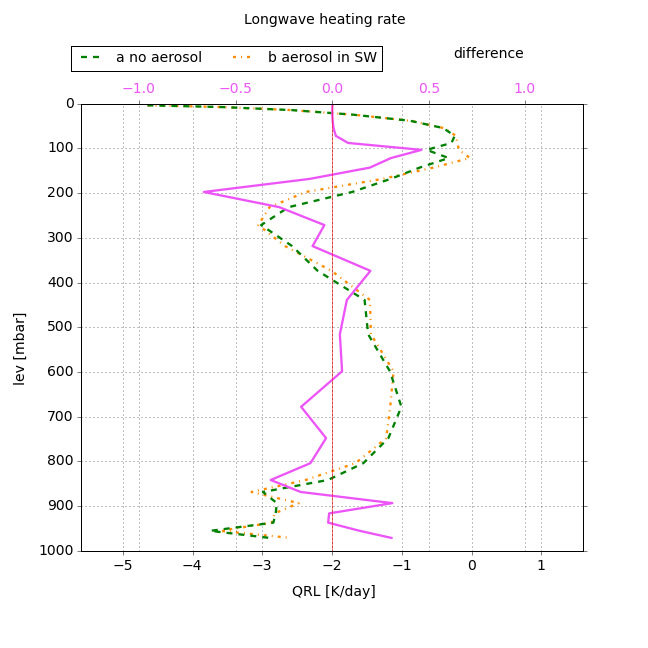 Longwave heating rate
a no aerosol b aerosol in SW difference
−1.0 −0.5 0.0 0.5 1.0
0
100
200
300
400
500
600
700
800
900
1000
lev [mbar]
−5 −4 −3 −2 −1 0 1
QRL [K/day]